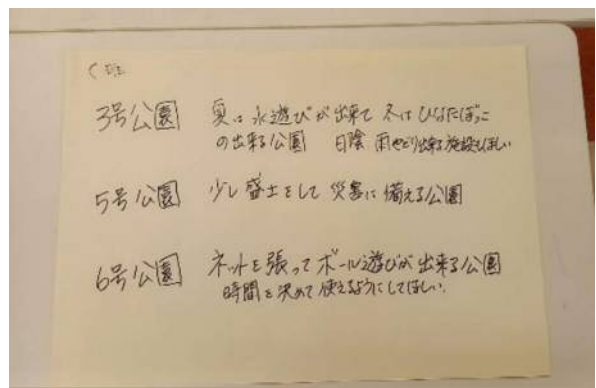 C班
3号公園 夏は水遊びが出来て 冬はひなたぼっこ
の出来る公園 日陰 雨やどり出来る施設もほしい
5号公園 少し盛土をして 災害に備える公園
6号公園 ネットを張ってボール遊びが出来る公園
時間を決めて使えるようにしてほしい。